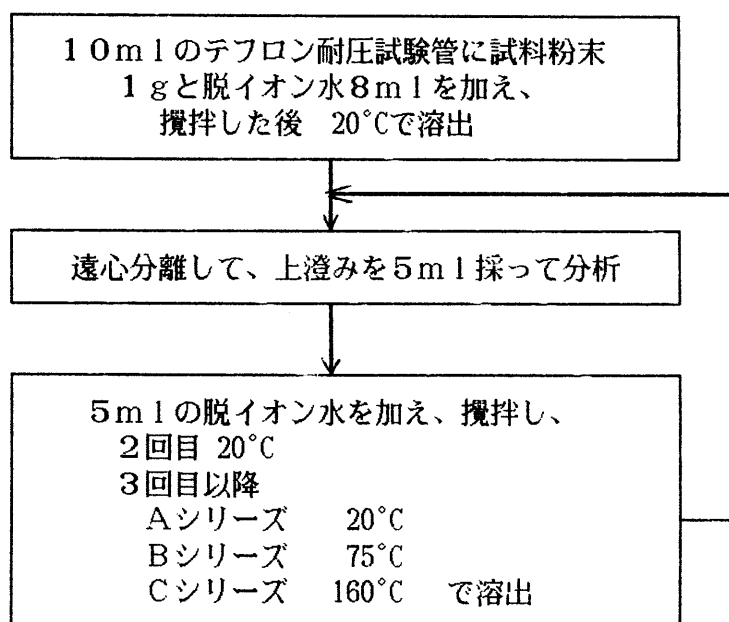 １０ｍｌのテフロン耐圧試験管に試料粉末
１ｇと脱イオン水８ｍｌを加え、
攪拌した後 20°Cで溶出
遠心分離して、上澄みを５ｍｌ採って分析
５ｍｌの脱イオン水を加え、攪拌し、
２回目 20°C
３回目以降
Ａシリーズ 20°C
Ｂシリーズ 75°C
Ｃシリーズ 160°C で溶出